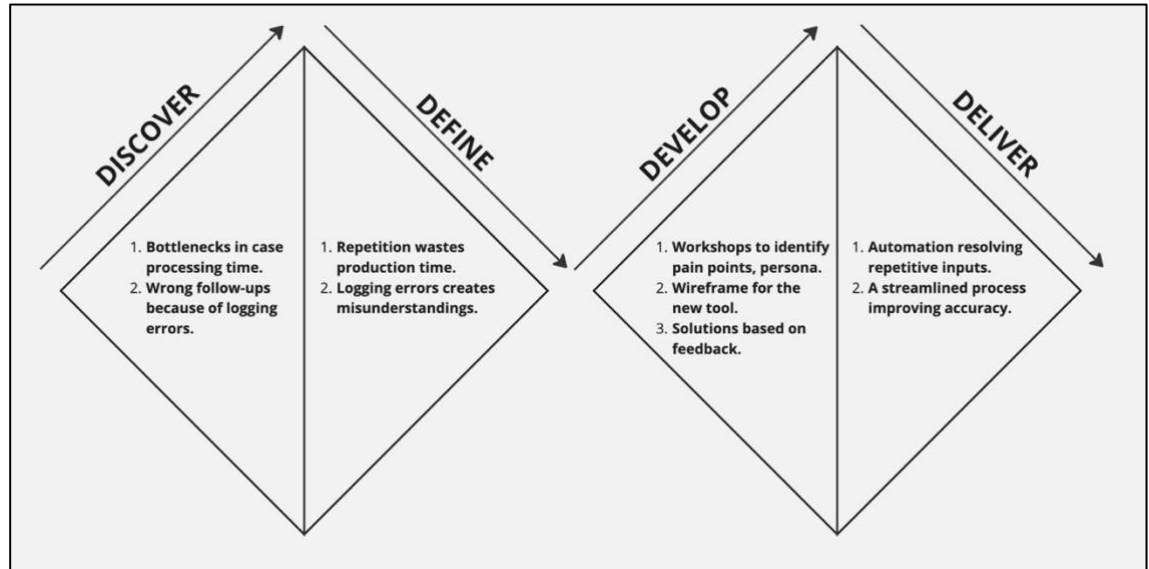 DISCOVER
1. Bottlenecks in case
processing time.
2. Wrong follow-ups
because of logging
errors.
DEFINE
1. Repetition wastes
production time.
2. Logging errors creates
misunderstandings.
DEVELOP
1. Workshops to identify
pain points, persona.
2. Wireframe for the
new tool.
3. Solutions based on
feedback.
DELIVER
1. Automation resolving
repetitive inputs.
2. A streamlined process
improving accuracy.